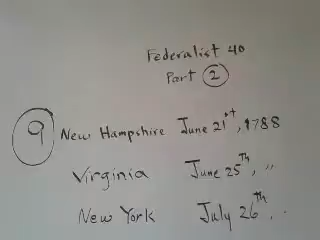 Federalist 40
Part 2
9 New Hampshire June 21st, 1788
Virginia June 25th, "
New York July 26th, "